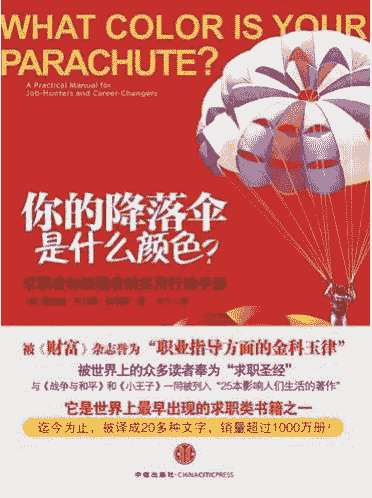 WHAT COLOR IS YOUR
PARACHUTE?
A Practical Manual for
Job-Hunters and Career-Changers
你的降落伞
是什么颜色?
被《财富》杂志誉为“职业指导方面的金科玉律”
被世界上的众多读者奉为“求职圣经”
与《战争与和平》和《小王子》一同被列入“25本影响人们生活的著作”
它是世界上最早出现的求职类书籍之一
迄今为止，被译成20多种文字，销量超过1000万册!
中信出版社·CHINACITICPRESS